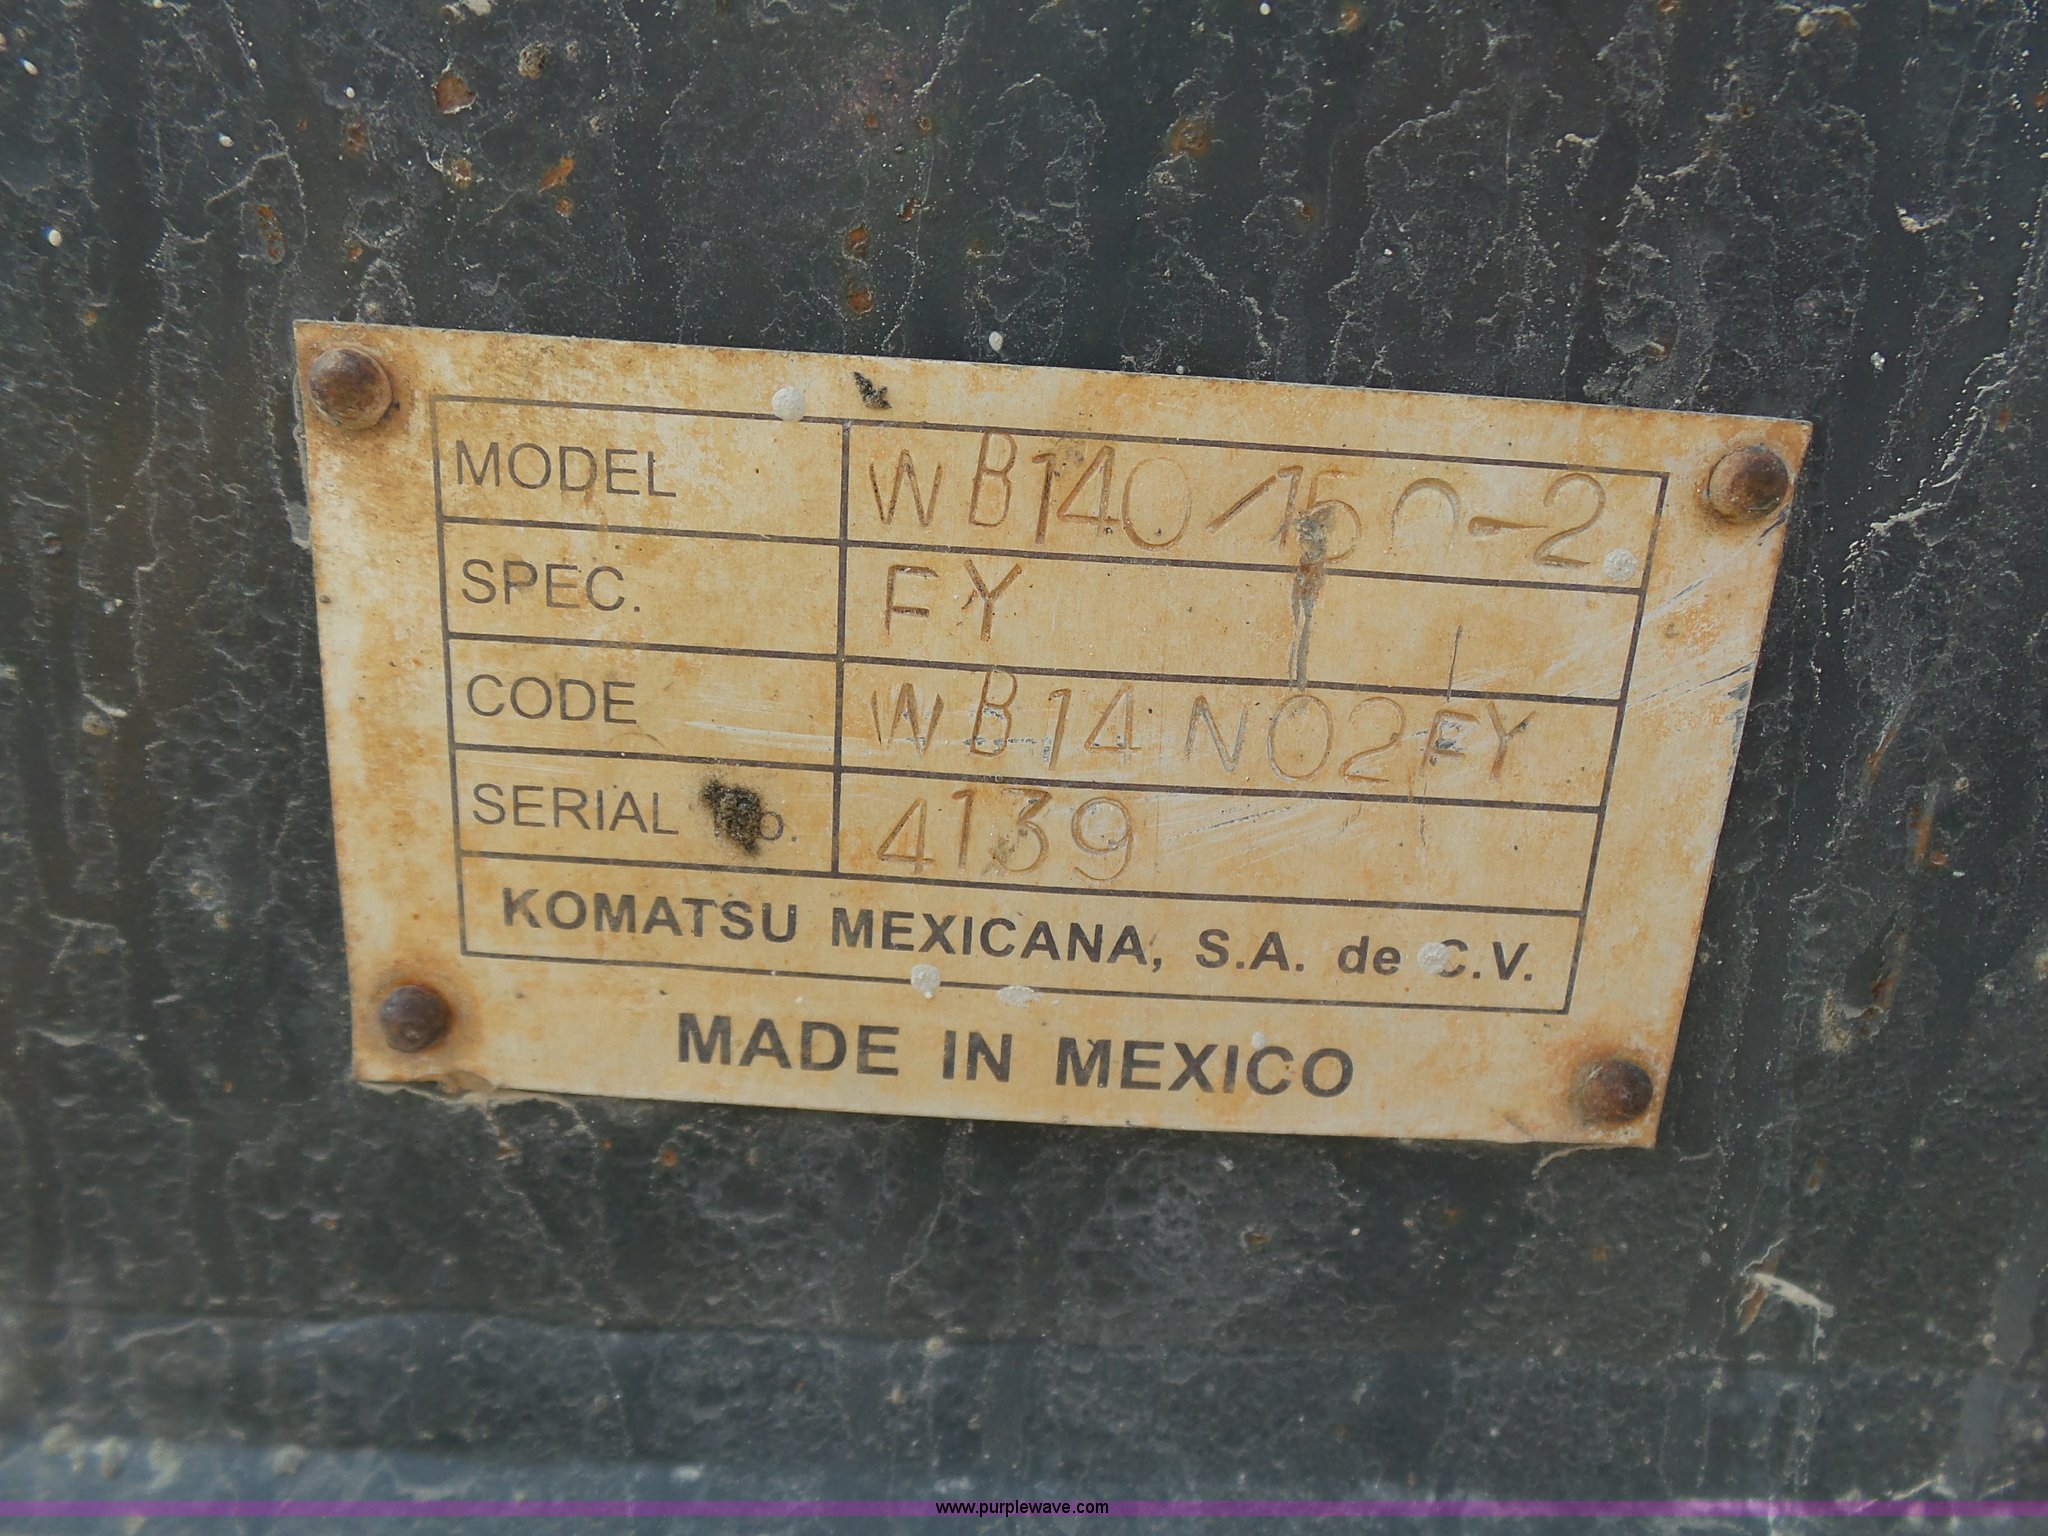 MODEL WB140/150-2
SPEC. FY
CODE WB14N02FY
SERIAL No. 4139
KOMATSU MEXICANA, S.A. de C.V.
MADE IN MEXICO
www.purplewave.com